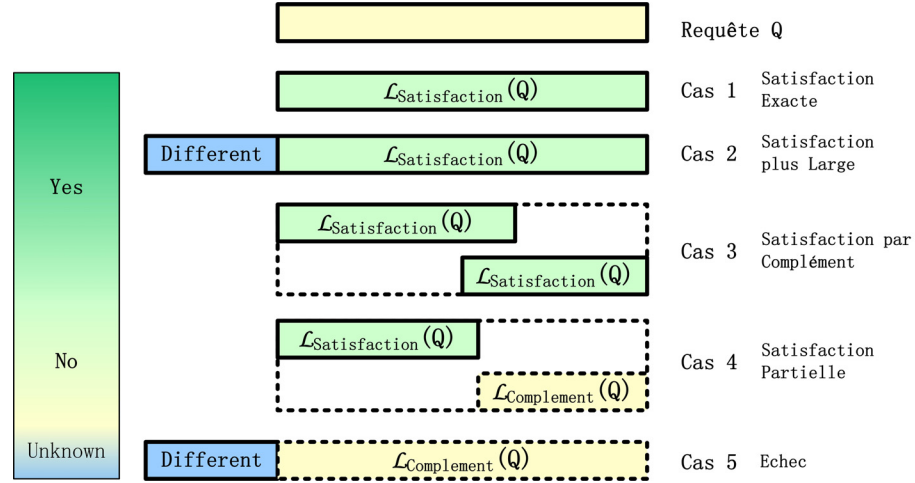 Requête Q
ℒSatisfaction(Q)
Cas 1
Satisfaction
Exacte
Different
ℒSatisfaction(Q)
Cas 2
Satisfaction
plus Large
Yes
ℒSatisfaction(Q)
ℒSatisfaction(Q)
Cas 3
Satisfaction par
Complément
No
ℒSatisfaction(Q)
ℒComplement(Q)
Cas 4
Satisfaction
Partielle
Unknown
Different
ℒComplement(Q)
Cas 5
Echec